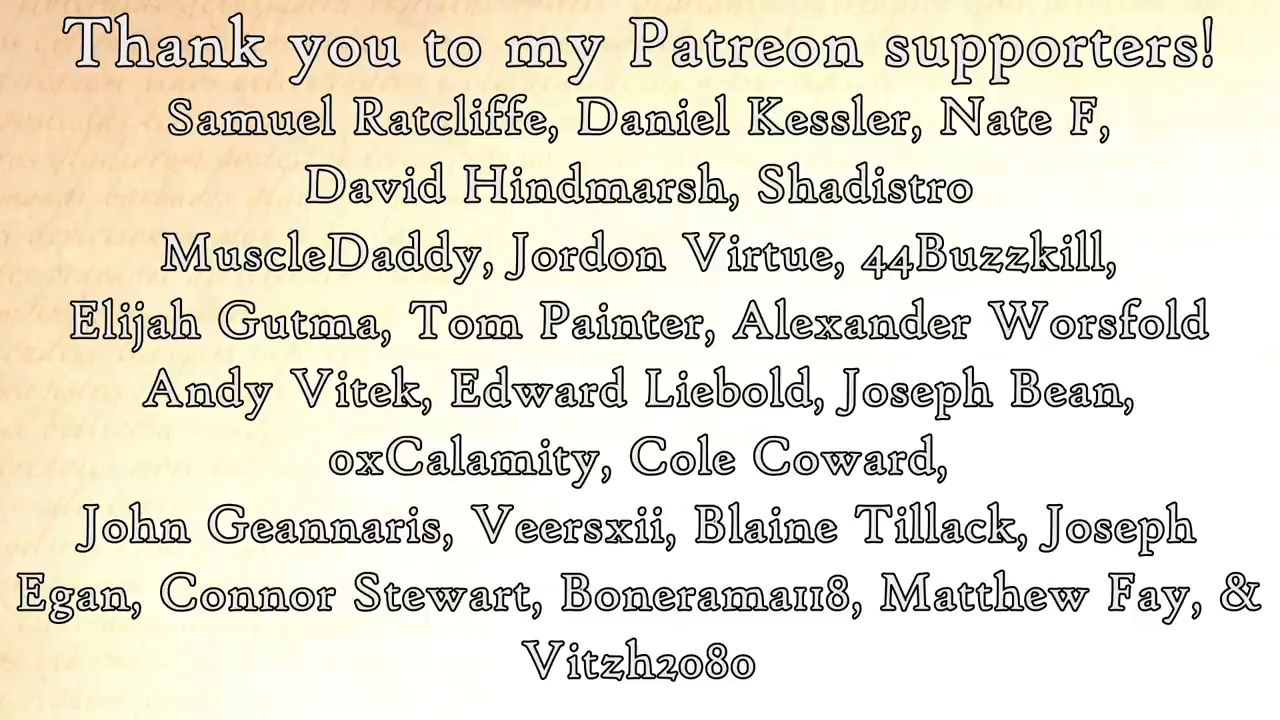 Thank you to my Patreon supporters!
Samuel Ratcliffe, Daniel Kessler, Nate F,
David Hindmarsh, Shadistro
MuscleDaddy, Jordon Virtue, 44Buzzkill,
Elijah Gutma, Tom Painter, Alexander Worsfold
Andy Vitek, Edward Liebold, Joseph Bean,
0xCalamity, Cole Coward,
John Geannaris, Veersxii, Blaine Tillack, Joseph
Egan, Connor Stewart, Bonerama118, Matthew Fay, &
Vitzh2080